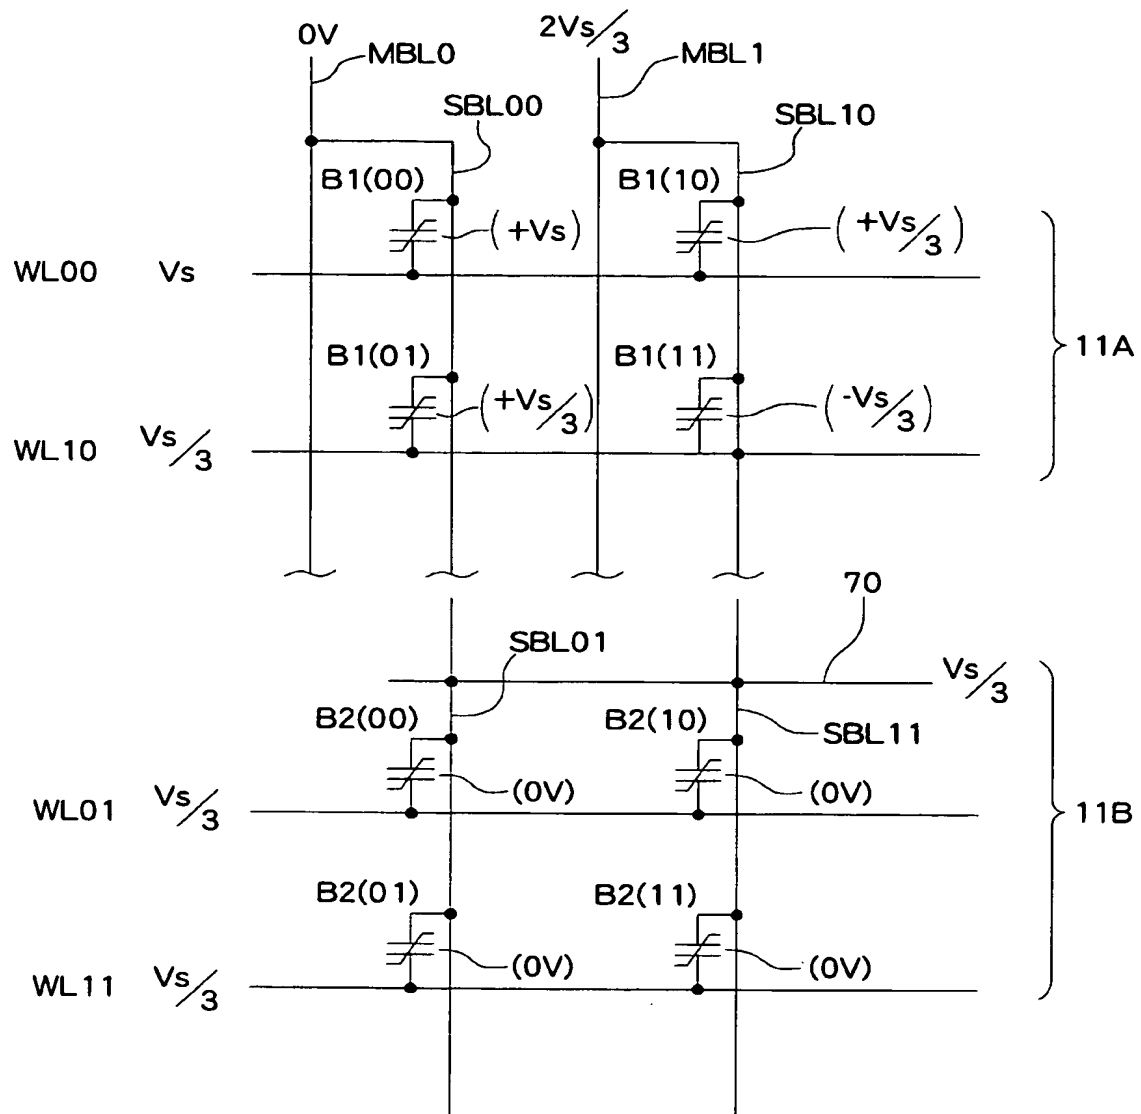 0V
2Vs/3
MBL0
MBL1
SBL00
SBL10
B1(00)
B1(10)
(+Vs)
(+Vs/3)
WL00 Vs
B1(01)
B1(11)
11A
(+Vs/3)
(-Vs/3)
WL10 Vs/3
70
SBL01
Vs/3
B2(00)
B2(10)
SBL11
(0V)
(0V)
WL01 Vs/3
11B
B2(01)
B2(11)
(0V)
(0V)
WL11 Vs/3